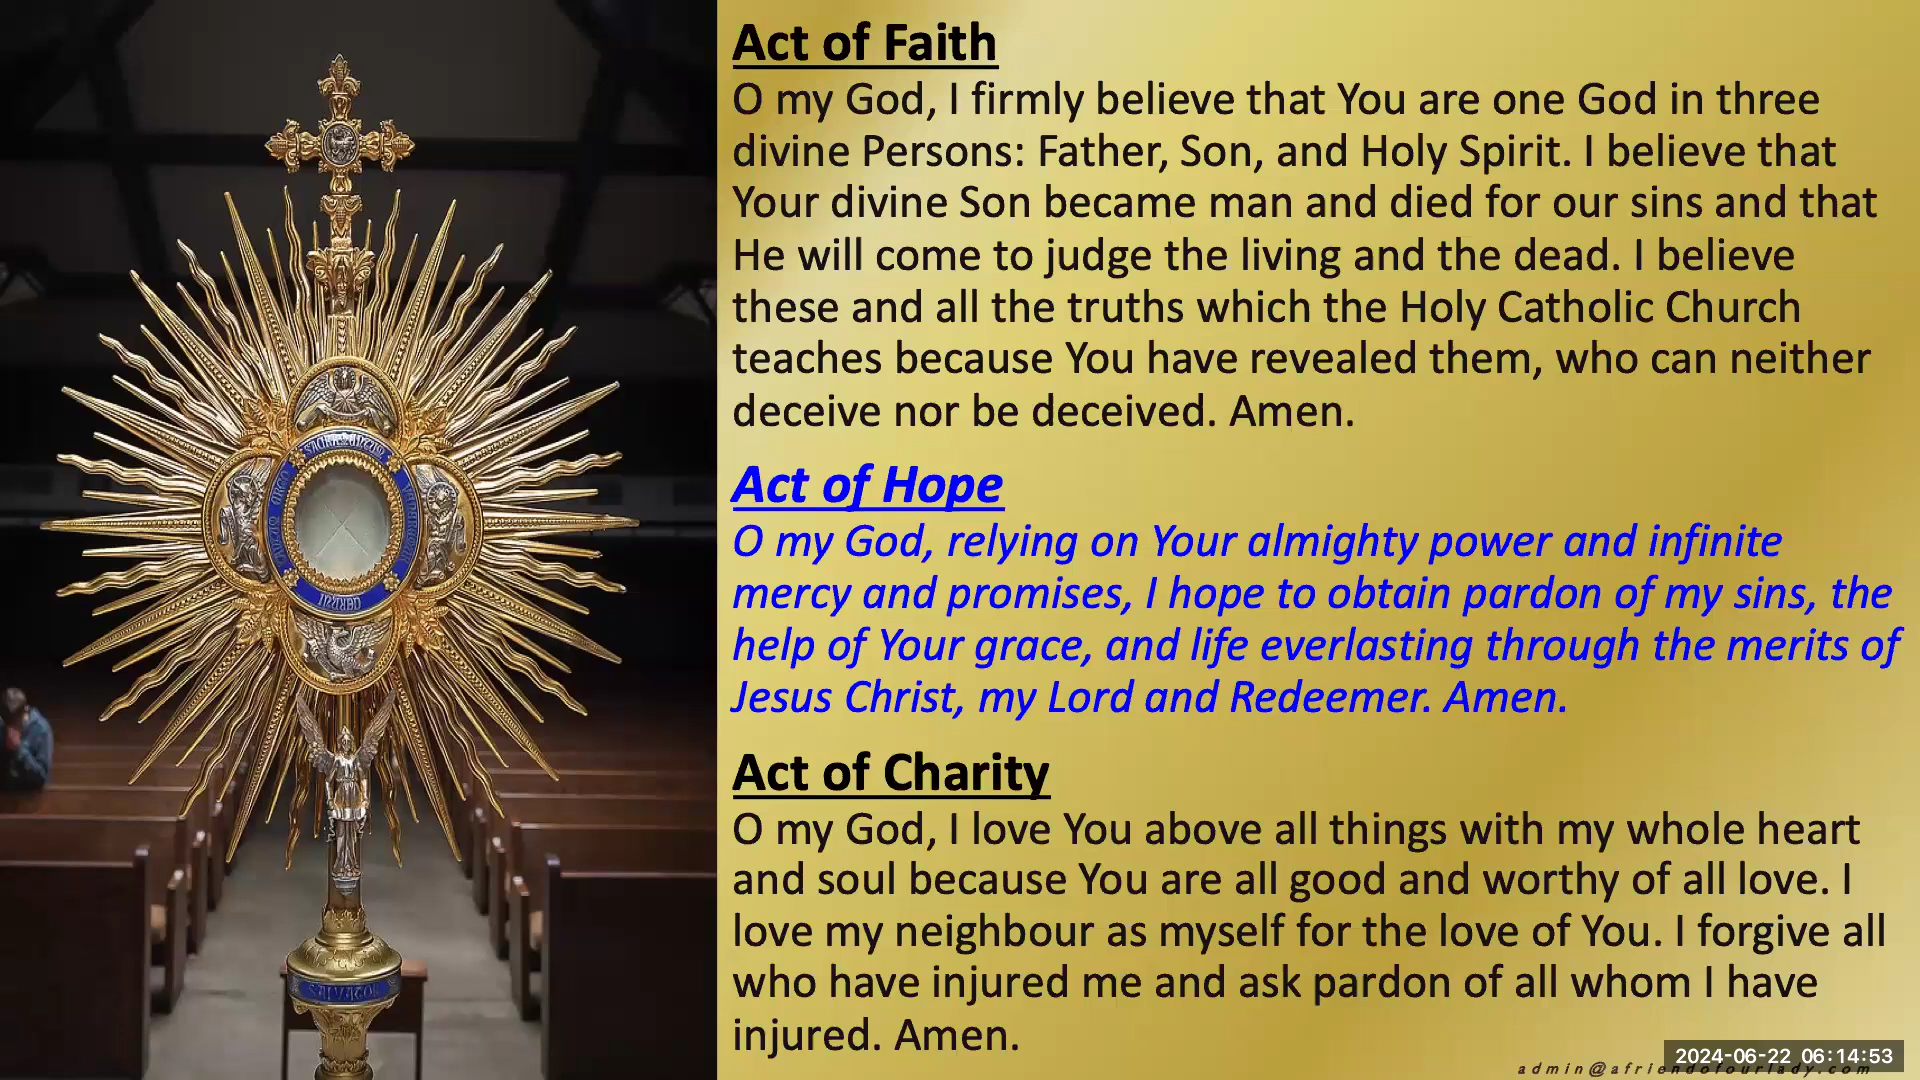 Act of Faith
O my God, I firmly believe that You are one God in three
divine Persons: Father, Son, and Holy Spirit. I believe that
Your divine Son became man and died for our sins and that
He will come to judge the living and the dead. I believe
these and all the truths which the Holy Catholic Church
teaches because You have revealed them, who can neither
deceive nor be deceived. Amen.
Act of Hope
O my God, relying on Your almighty power and infinite
mercy and promises, I hope to obtain pardon of my sins, the
help of Your grace, and life everlasting through the merits of
Jesus Christ, my Lord and Redeemer. Amen.
Act of Charity
O my God, I love You above all things with my whole heart
and soul because You are all good and worthy of all love. I
love my neighbour as myself for the love of You. I forgive all
who have injured me and ask pardon of all whom I have
injured. Amen.
2024-06-22 06:14:53
admin@afriendofourlady.com
SALVATOR